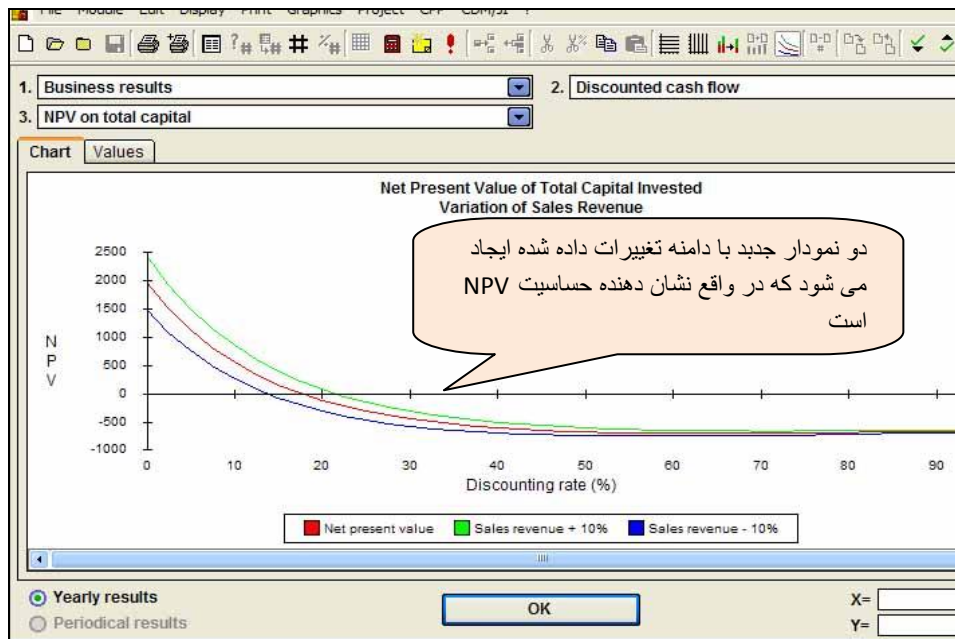 File Module Edit Display Print Graphics Project CFF CDM/JI ?
1. Business results
2. Discounted cash flow
3. NPV on total capital
Chart Values
Net Present Value of Total Capital Invested
Variation of Sales Revenue
دو نمودار جدبد با دامنه تغییرات داده شده ایجاد
می شود که در واقع نشان دهنده حساسیت NPV
است
2500
2000
1500
1000
500
0
-500
-1000
N
P
V
0 10 20 30 40 50 60 70 80 90
Discounting rate (%)
Net present value Sales revenue + 10% Sales revenue - 10%
Yearly results
Periodical results
OK
X=
Y=